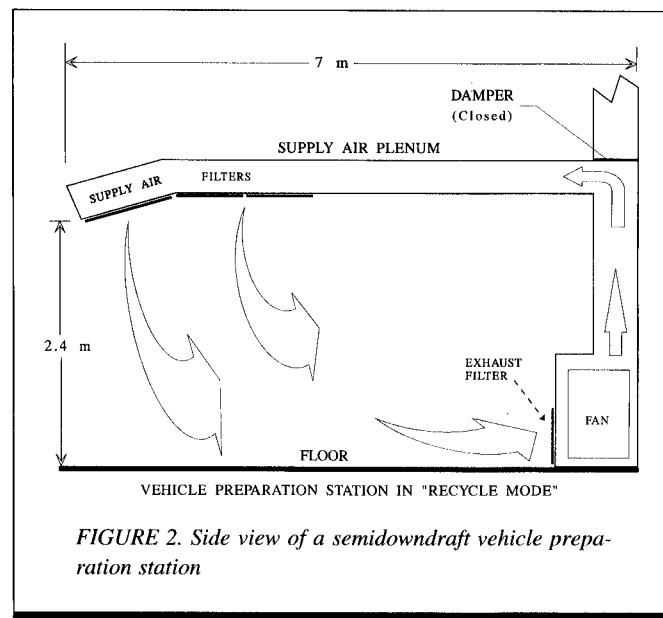 7 m
DAMPER
(Closed)
SUPPLY AIR PLENUM
SUPPLY AIR
FILTERS
2.4 m
EXHAUST
FILTER
FAN
FLOOR
VEHICLE PREPARATION STATION IN "RECYCLE MODE"
FIGURE 2. Side view of a semidowndraft vehicle prepa-
ration station